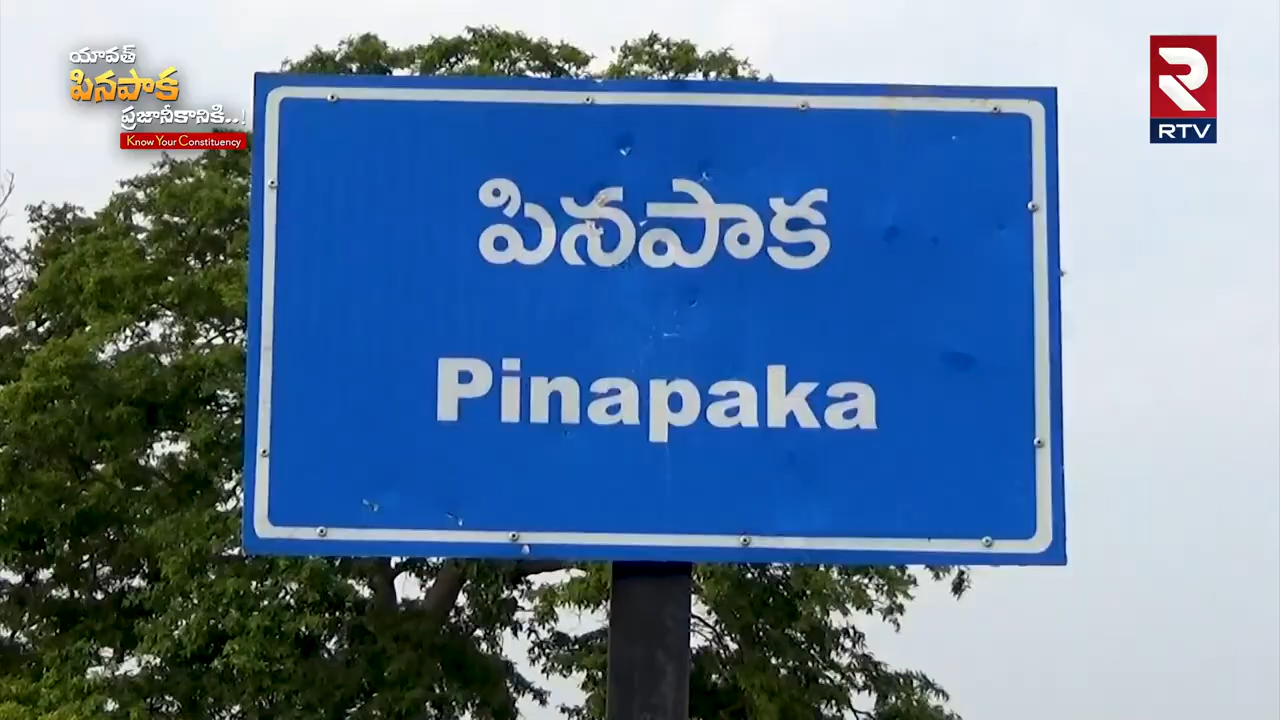 యావత్
పినపాక
ప్రజానీకానికి..!
Know Your Constituency
R
RTV
పినపాక
Pinapaka